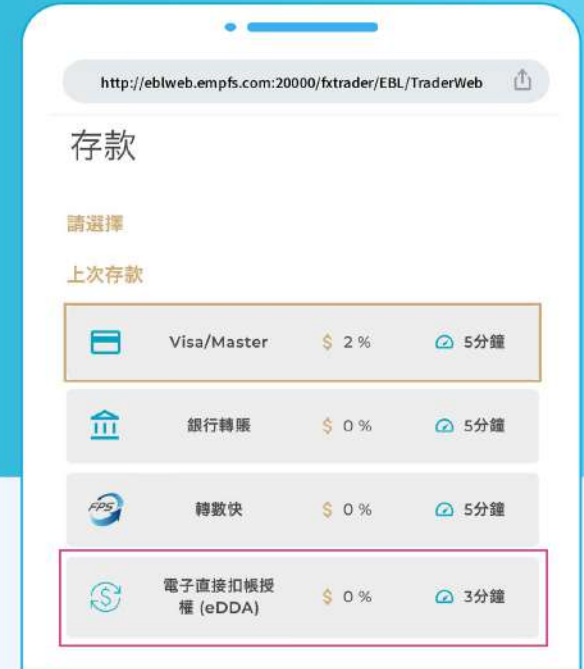 http://eblweb.empfs.com:20000/fxtrader/EBL/TraderWeb
存款
請選擇
上次存款
Visa/Master $ 2 % 5分鐘
銀行轉賬 $ 0 % 5分鐘
FPS 轉數快 $ 0 % 5分鐘
電子直接扣帳授
權 (eDDA) $ 0 % 3分鐘